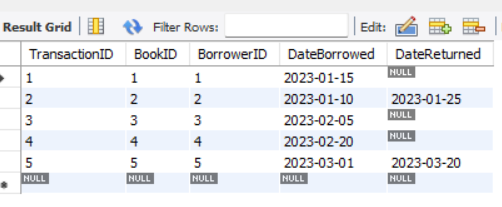 Result Grid Filter Rows: Edit:
TransactionID BookID BorrowerID DateBorrowed DateReturned
1 1 1 2023-01-15 NULL
2 2 2 2023-01-10 2023-01-25
3 3 3 2023-02-05 NULL
4 4 4 2023-02-20 NULL
5 5 5 2023-03-01 2023-03-20
NULL NULL NULL NULL NULL